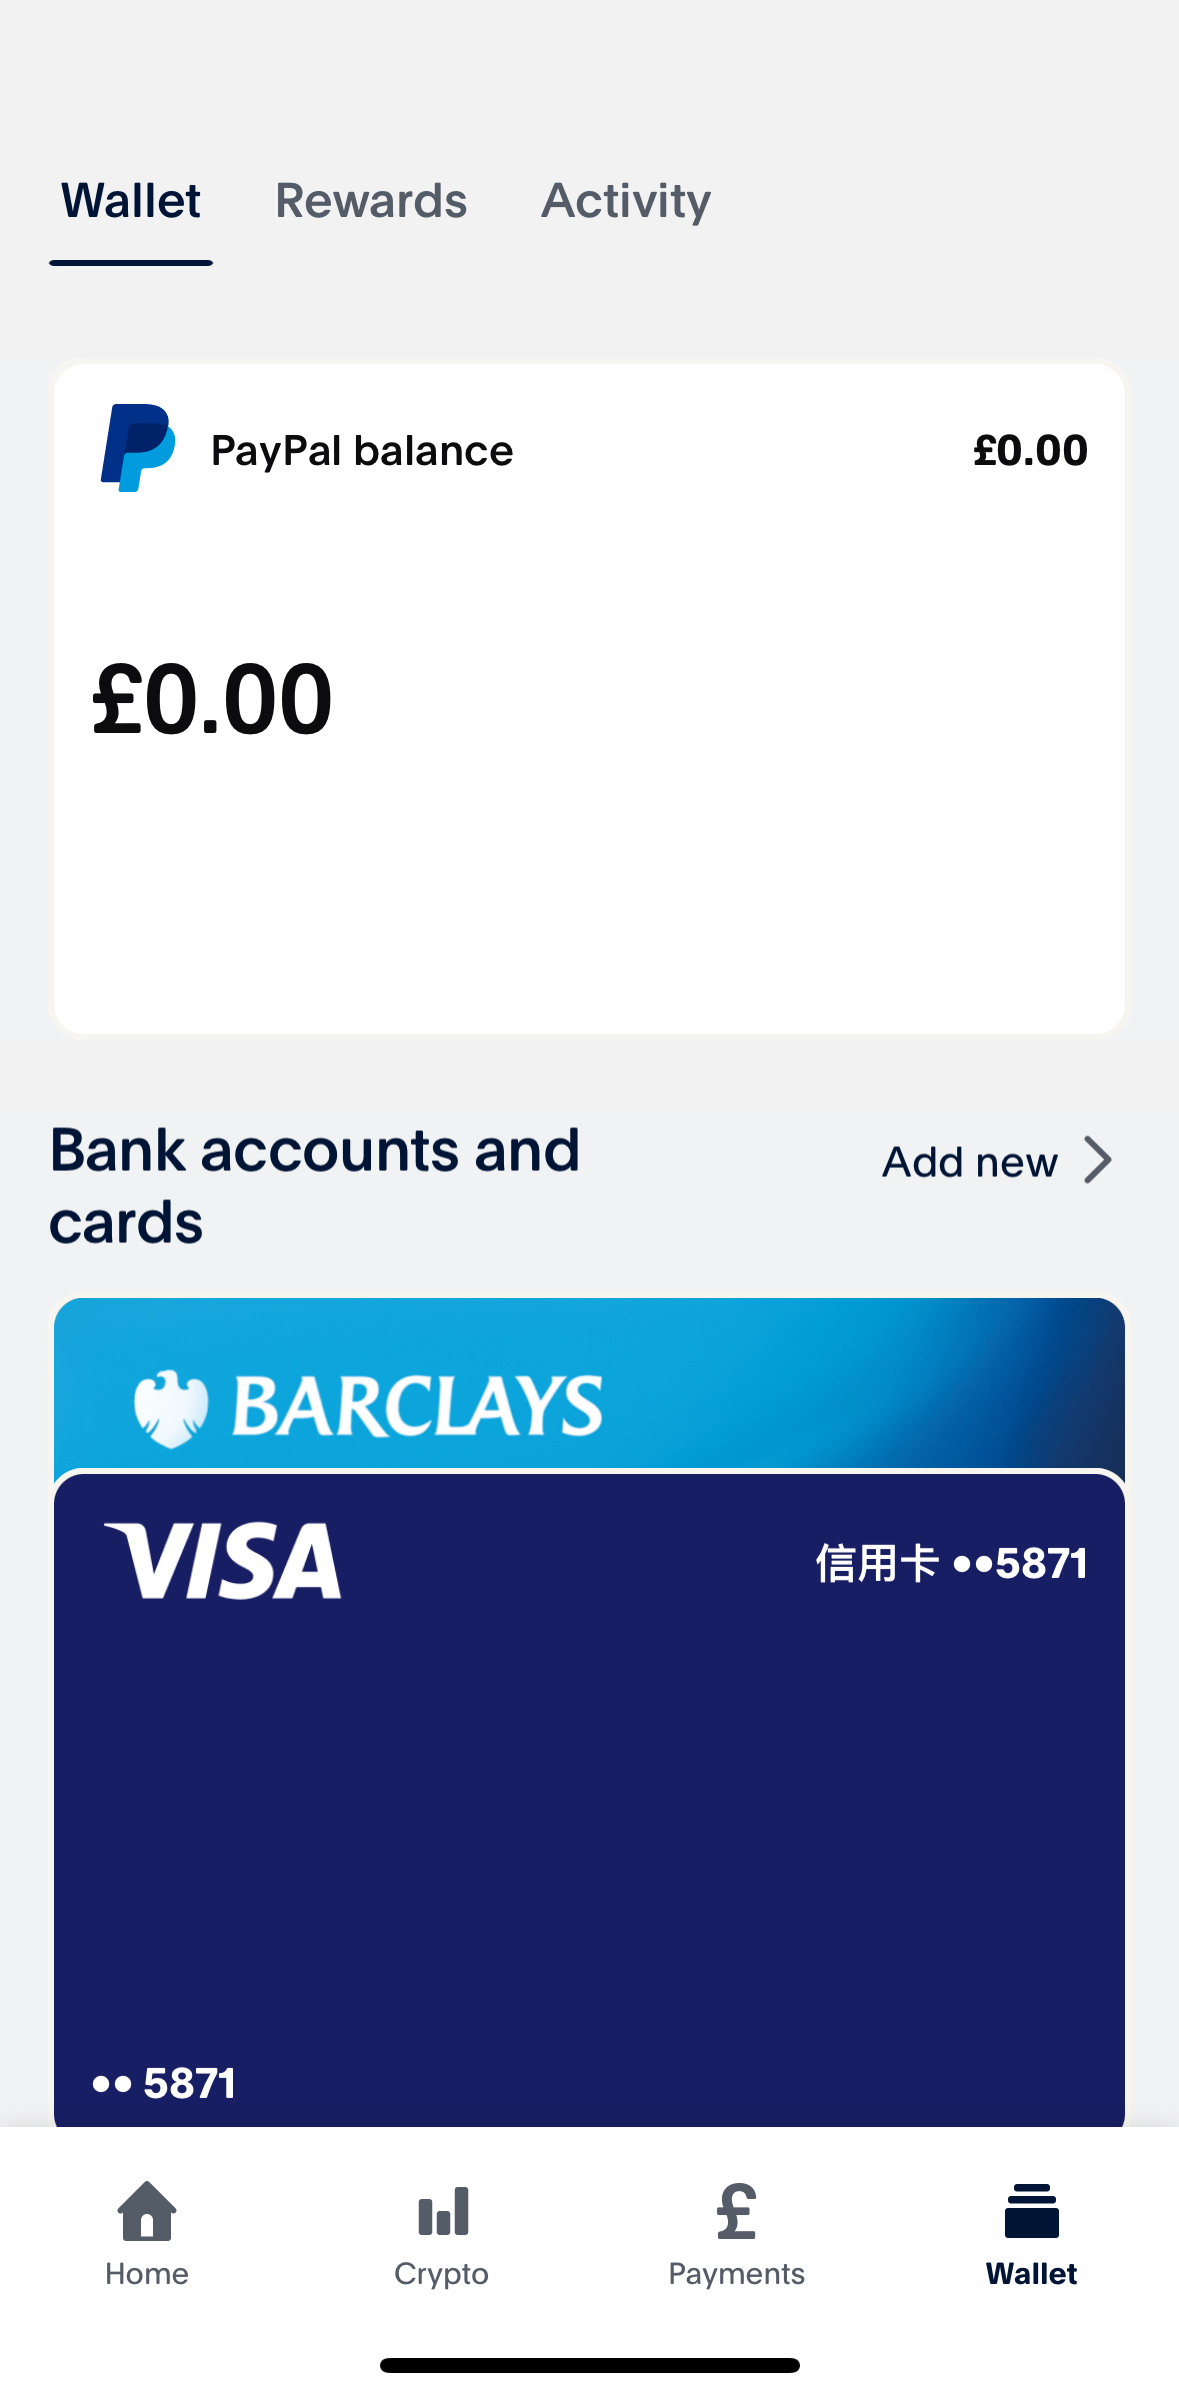 Wallet Rewards Activity
PayPal balance £0.00
£0.00
Bank accounts and
cards
Add new
BARCLAYS
VISA 信用卡 ••5871
•• 5871
Home Crypto Payments Wallet